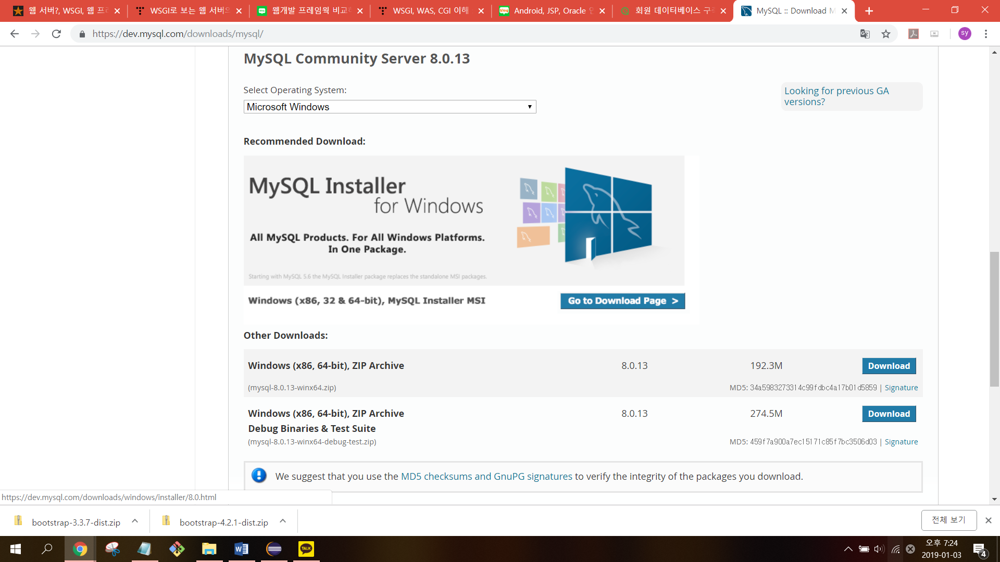 웹 서버?, WSGI, 웹 프
WSGI로 보는 웹 서버
웹개발 프레임웍 비교
WSGI, WAS, CGI 이해
Android, JSP, Oracle
회원 데이터베이스 구
MySQL :: Download M
https://dev.mysql.com/downloads/mysql/
sy
MySQL Community Server 8.0.13
Select Operating System:
Microsoft Windows
Looking for previous GA
versions?
Recommended Download:
MySQL Installer
for Windows
All MySQL Products. For All Windows Platforms.
In One Package.
Starting with MySQL 5.6 the MySQL Installer package replaces the standalone MSI packages.
Windows (x86, 32 & 64-bit), MySQL Installer MSI
Go to Download Page >
Other Downloads:
Windows (x86, 64-bit), ZIP Archive 8.0.13 192.3M Download
(mysql-8.0.13-winx64.zip) MD5: 34a5983273314c99fdbc4a17b01d5859 | Signature
Windows (x86, 64-bit), ZIP Archive 8.0.13 274.5M Download
Debug Binaries & Test Suite
(mysql-8.0.13-winx64-debug-test.zip) MD5: 459f7a900a7ec15171c85f7bc3506d03 | Signature
We suggest that you use the MD5 checksums and GnuPG signatures to verify the integrity of the packages you download.
https://dev.mysql.com/downloads/windows/installer/8.0.html
bootstrap-3.3.7-dist.zip
bootstrap-4.2.1-dist.zip
전체 보기
TALK
오후 7:24
2019-01-03
4